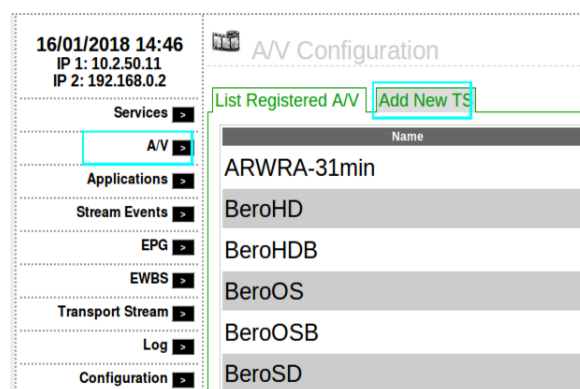 16/01/2018 14:46
IP 1: 10.2.50.11
IP 2: 192.168.0.2
Services >
A/V >
Applications >
Stream Events >
EPG >
EWBS >
Transport Stream >
Log >
Configuration >
A/V Configuration
List Registered A/V
Add New TS
Name
ARWRA-31min
BeroHD
BeroHDB
BeroOS
BeroOSB
BeroSD